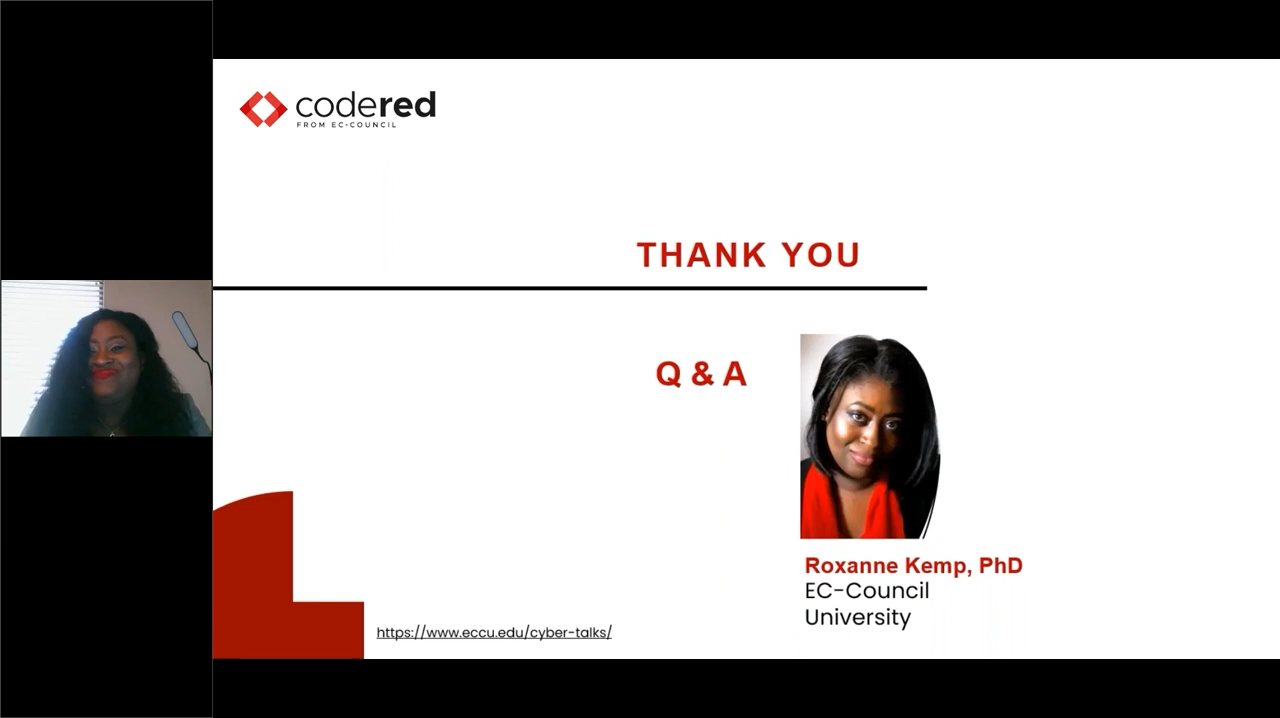 codered
FROM EC-COUNCIL
THANK YOU
Q & A
Roxanne Kemp, PhD
EC-Council
University
https://www.eccu.edu/cyber-talks/